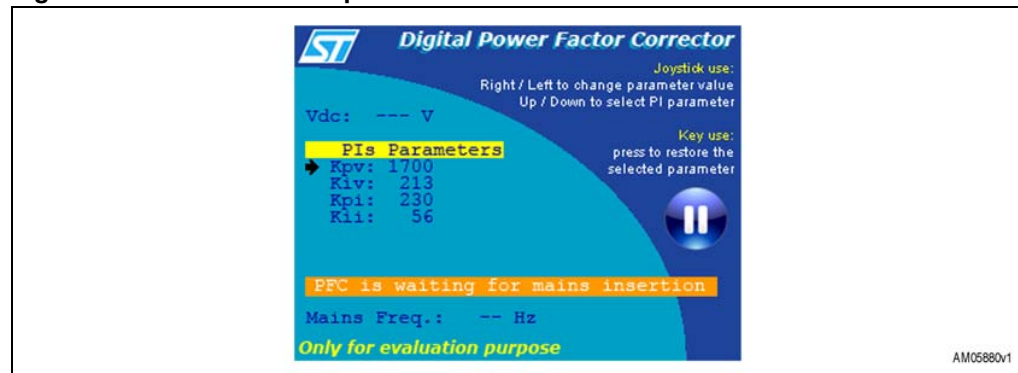 ST
Digital Power Factor Corrector
Joystick use:
Right / Left to change parameter value
Up / Down to select PI parameter
Vdc: --- V
Key use:
press to restore the
selected parameter
PIs Parameters
Kpv: 1700
Kiv: 213
Kpi: 230
Kii: 56
PFC is waiting for mains insertion
Mains Freq.: -- Hz
Only for evaluation purpose
AM05880v1